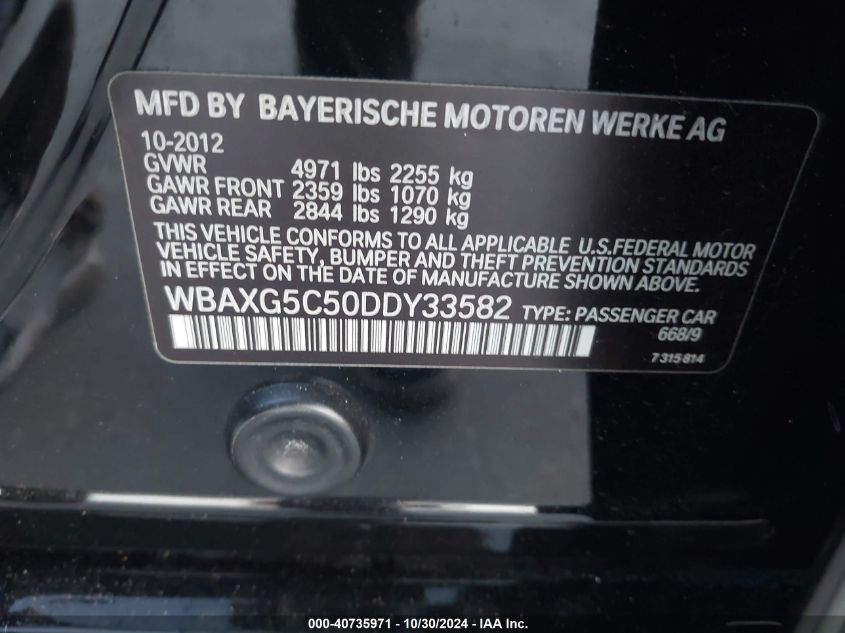 MFD BY BAYERISCHE MOTOREN WERKE AG
10-2012
GVWR 4971 lbs 2255 kg
GAWR FRONT 2359 lbs 1070 kg
GAWR REAR 2844 lbs 1290 kg
THIS VEHICLE CONFORMS TO ALL APPLICABLE U.S.FEDERAL MOTOR
VEHICLE SAFETY, BUMPER AND THEFT PREVENTION STANDARDS
IN EFFECT ON THE DATE OF MANUFACTURE SHOWN ABOVE.
WBAXG5C50DDY33582 TYPE: PASSENGER CAR
668/9
7315814
000-40735971 - 10/30/2024 - IAA Inc.